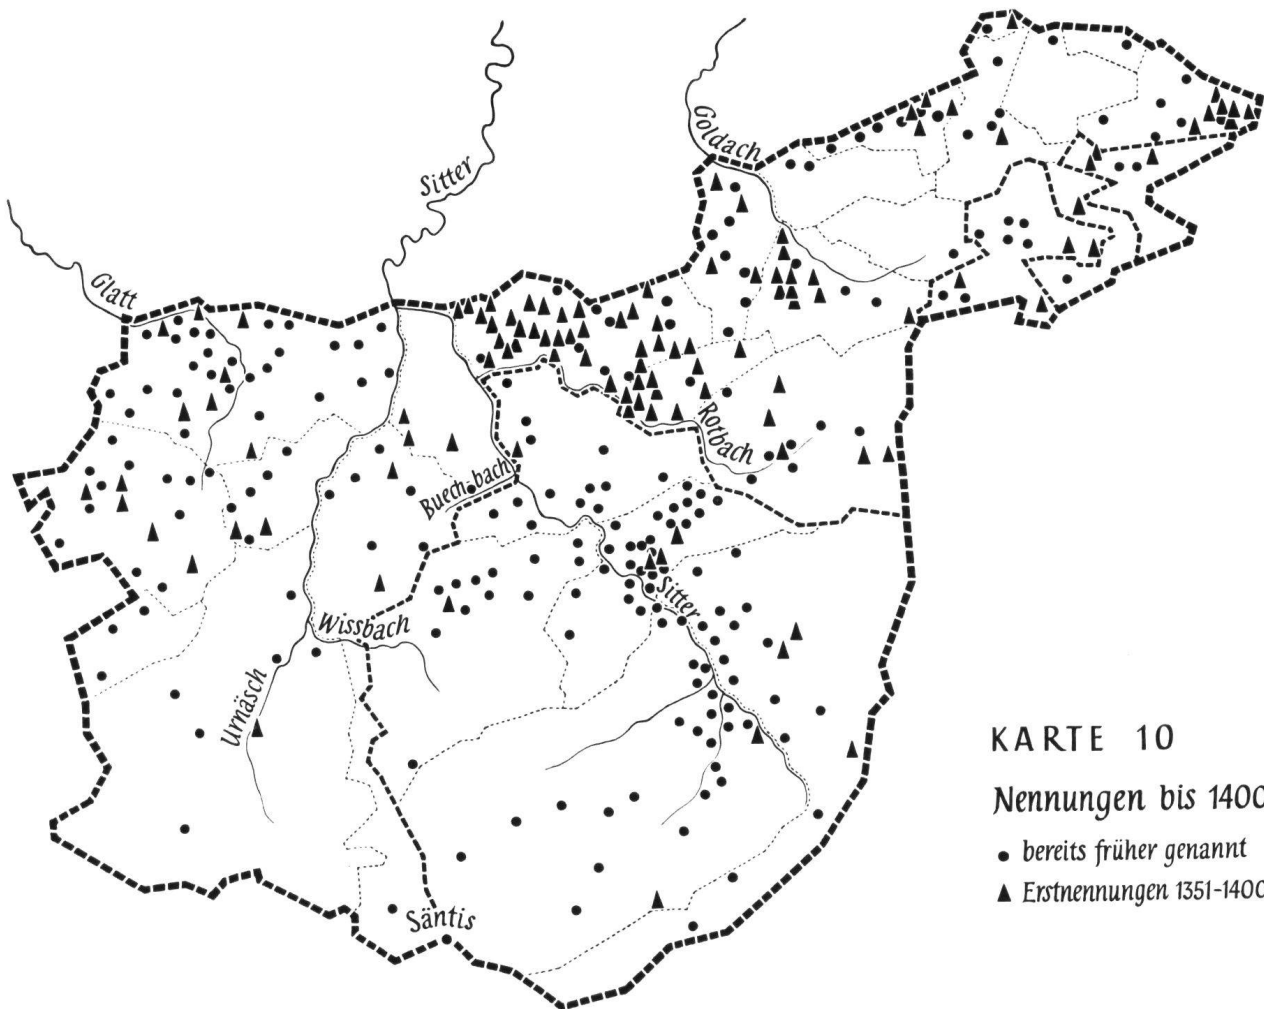 Goldach
Sitter
Glatt
Rotbach
Buech-bach
Sitter
Wissbach
Urnäsch
Säntis
KARTE 10
Nennungen bis 1400
bereits früher genannt
Erstnennungen 1351-1400